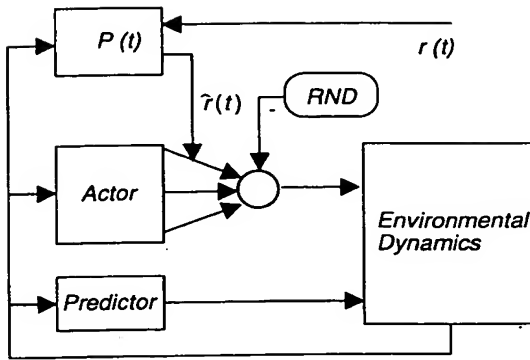 P (t)
r (t)
r̂(t)
RND
Actor
Environmental
Dynamics
Predictor